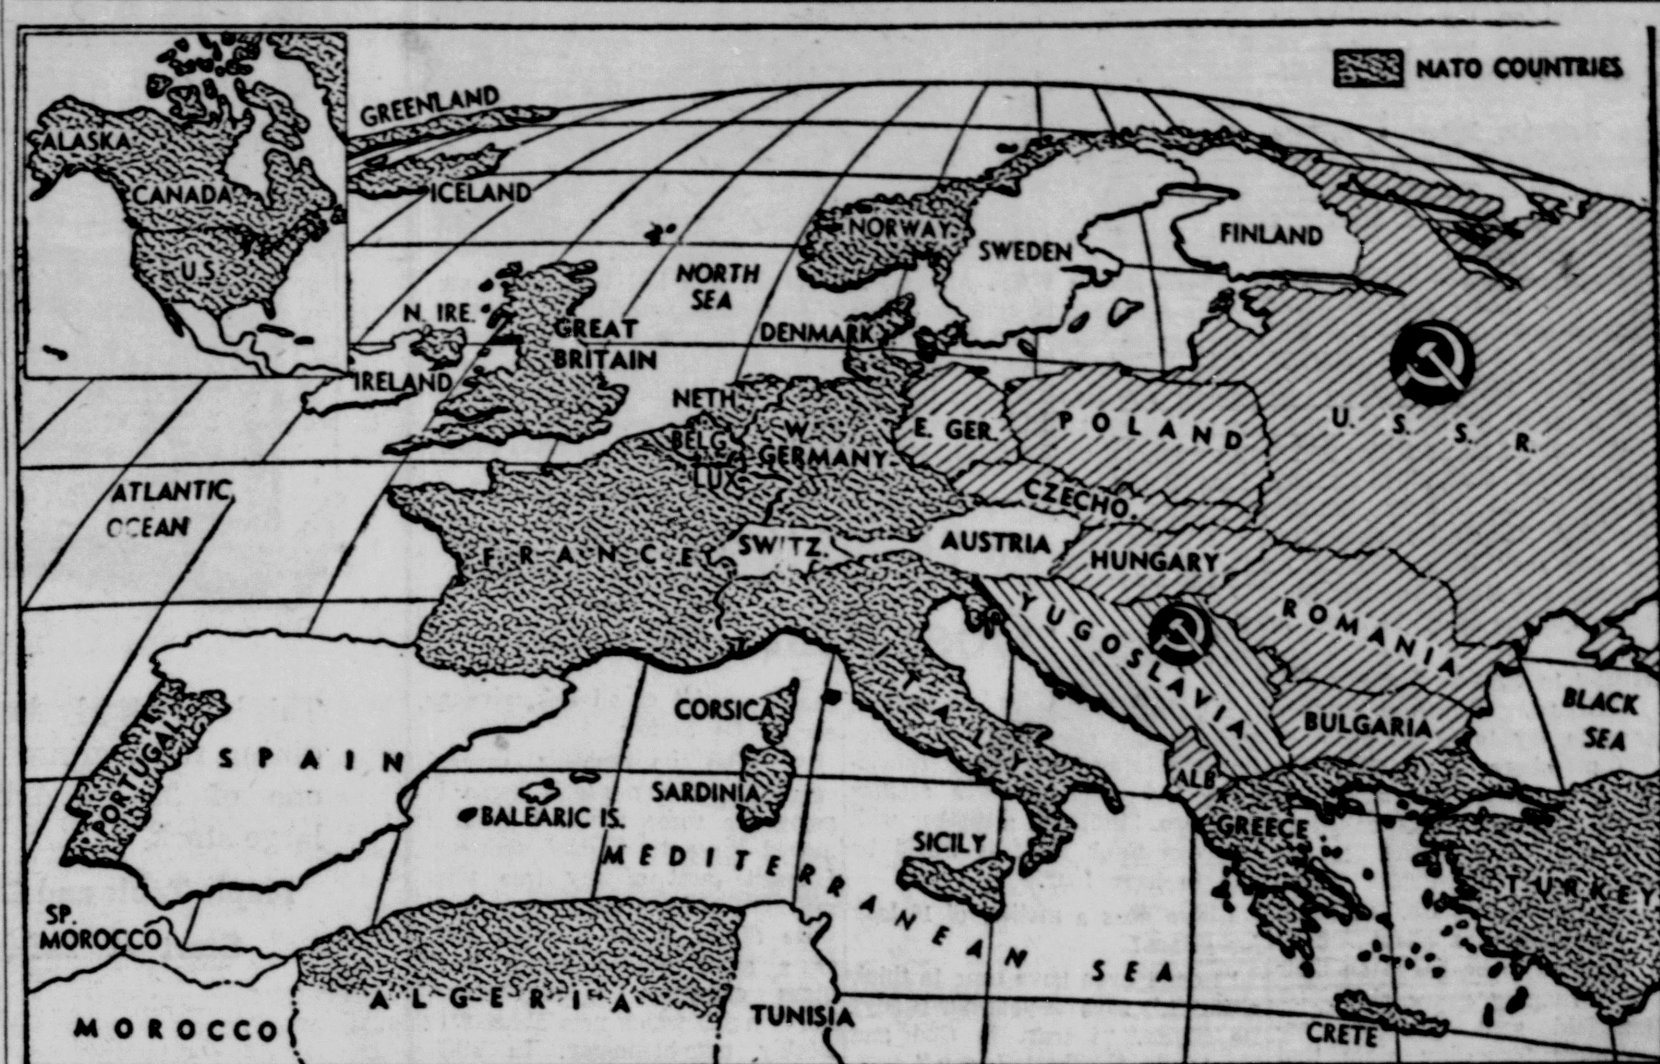 NATO COUNTRIES
GREENLAND
ALASKA
CANADA
ICELAND
U.S.
NORWAY
SWEDEN
FINLAND
NORTH
SEA
N. IRE.
GREAT
BRITAIN
DENMARK
IRELAND
NETH
BELG.
LUX
W.
GERMANY
E. GER.
POLAND
U. S. S. R.
ATLANTIC
OCEAN
CZECHO.
FRANCE
SWITZ.
AUSTRIA
HUNGARY
ROMANIA
YUGOSLAVIA
ITALY
CORSICA
BULGARIA
BLACK
SEA
PORTUGAL
SPAIN
SARDINIA
BALEARIC IS.
ALB
GREECE
SICILY
MEDITERRANEAN SEA
TURKEY
SP.
MOROCCO
ALGERIA
MOROCCO
TUNISIA
CRETE